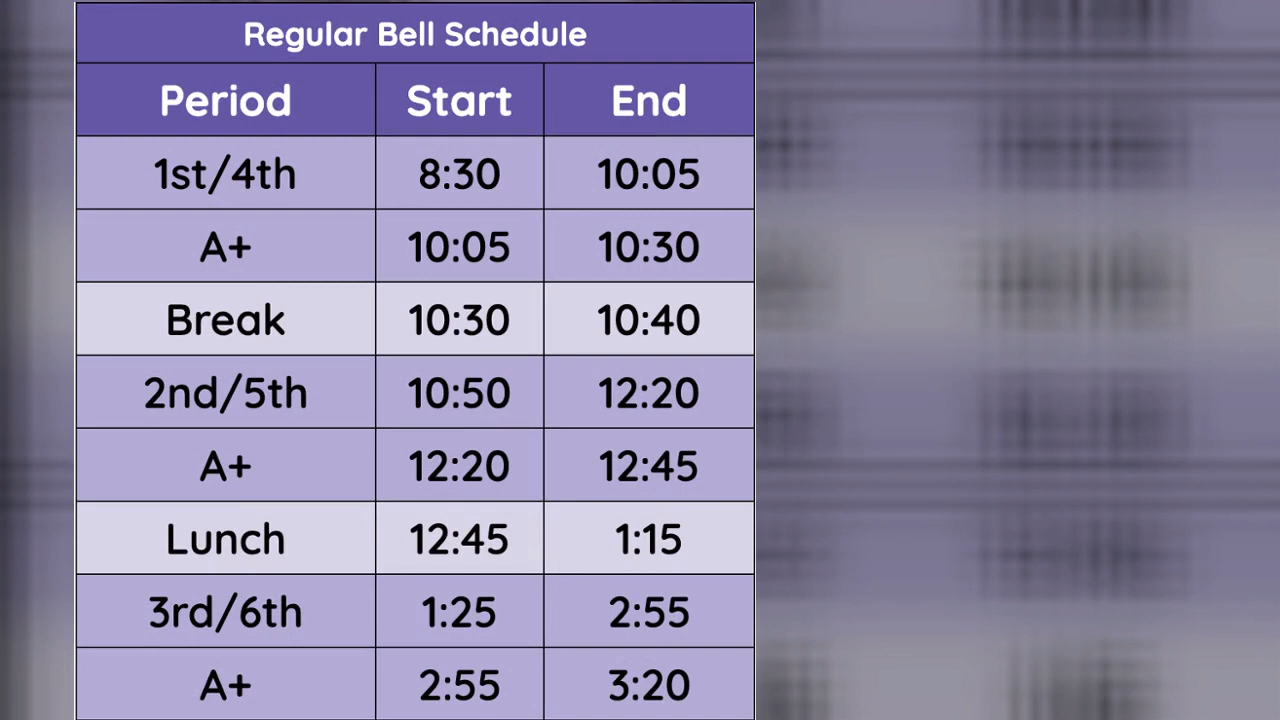 Regular Bell Schedule
Period Start End
1st/4th 8:30 10:05
A+ 10:05 10:30
Break 10:30 10:40
2nd/5th 10:50 12:20
A+ 12:20 12:45
Lunch 12:45 1:15
3rd/6th 1:25 2:55
A+ 2:55 3:20